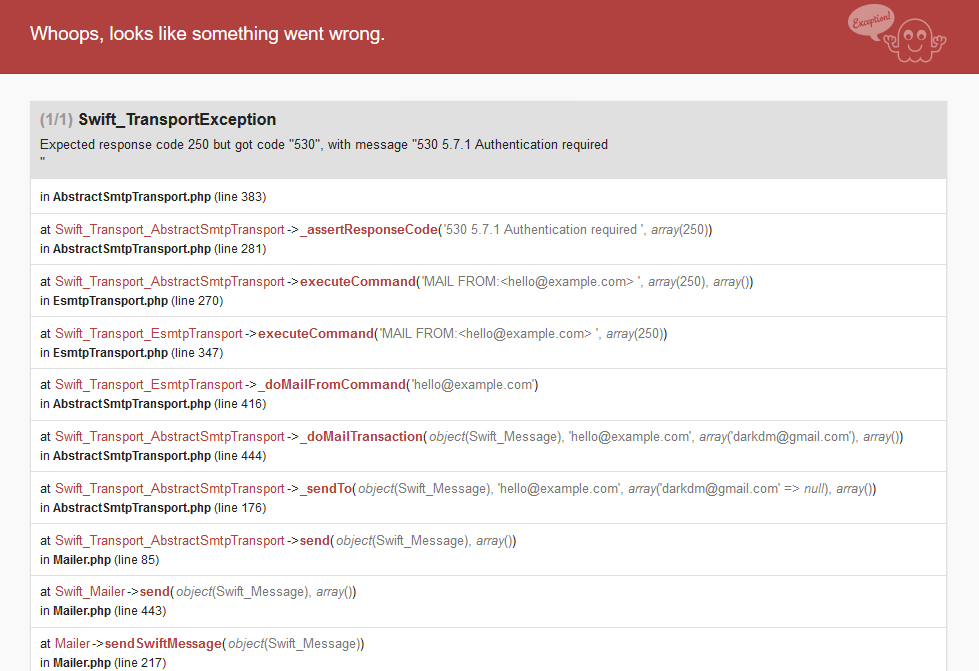 Whoops, looks like something went wrong.
Exception!
(1/1) Swift_TransportException
Expected response code 250 but got code "530", with message "530 5.7.1 Authentication required
"
in AbstractSmtpTransport.php (line 383)
at Swift_Transport_AbstractSmtpTransport->_assertResponseCode('530 5.7.1 Authentication required ', array(250))
in AbstractSmtpTransport.php (line 281)
at Swift_Transport_AbstractSmtpTransport->executeCommand('MAIL FROM:<hello@example.com> ', array(250), array())
in EsmtpTransport.php (line 270)
at Swift_Transport_EsmtpTransport->executeCommand('MAIL FROM:<hello@example.com> ', array(250))
in EsmtpTransport.php (line 347)
at Swift_Transport_EsmtpTransport->_doMailFromCommand('hello@example.com')
in AbstractSmtpTransport.php (line 416)
at Swift_Transport_AbstractSmtpTransport->_doMailTransaction(object(Swift_Message), 'hello@example.com', array('darkdm@gmail.com'), array())
in AbstractSmtpTransport.php (line 444)
at Swift_Transport_AbstractSmtpTransport->_sendTo(object(Swift_Message), 'hello@example.com', array('darkdm@gmail.com' => null), array())
in AbstractSmtpTransport.php (line 176)
at Swift_Transport_AbstractSmtpTransport->send(object(Swift_Message), array())
in Mailer.php (line 85)
at Swift_Mailer->send(object(Swift_Message), array())
in Mailer.php (line 443)
at Mailer->sendSwiftMessage(object(Swift_Message))
in Mailer.php (line 217)